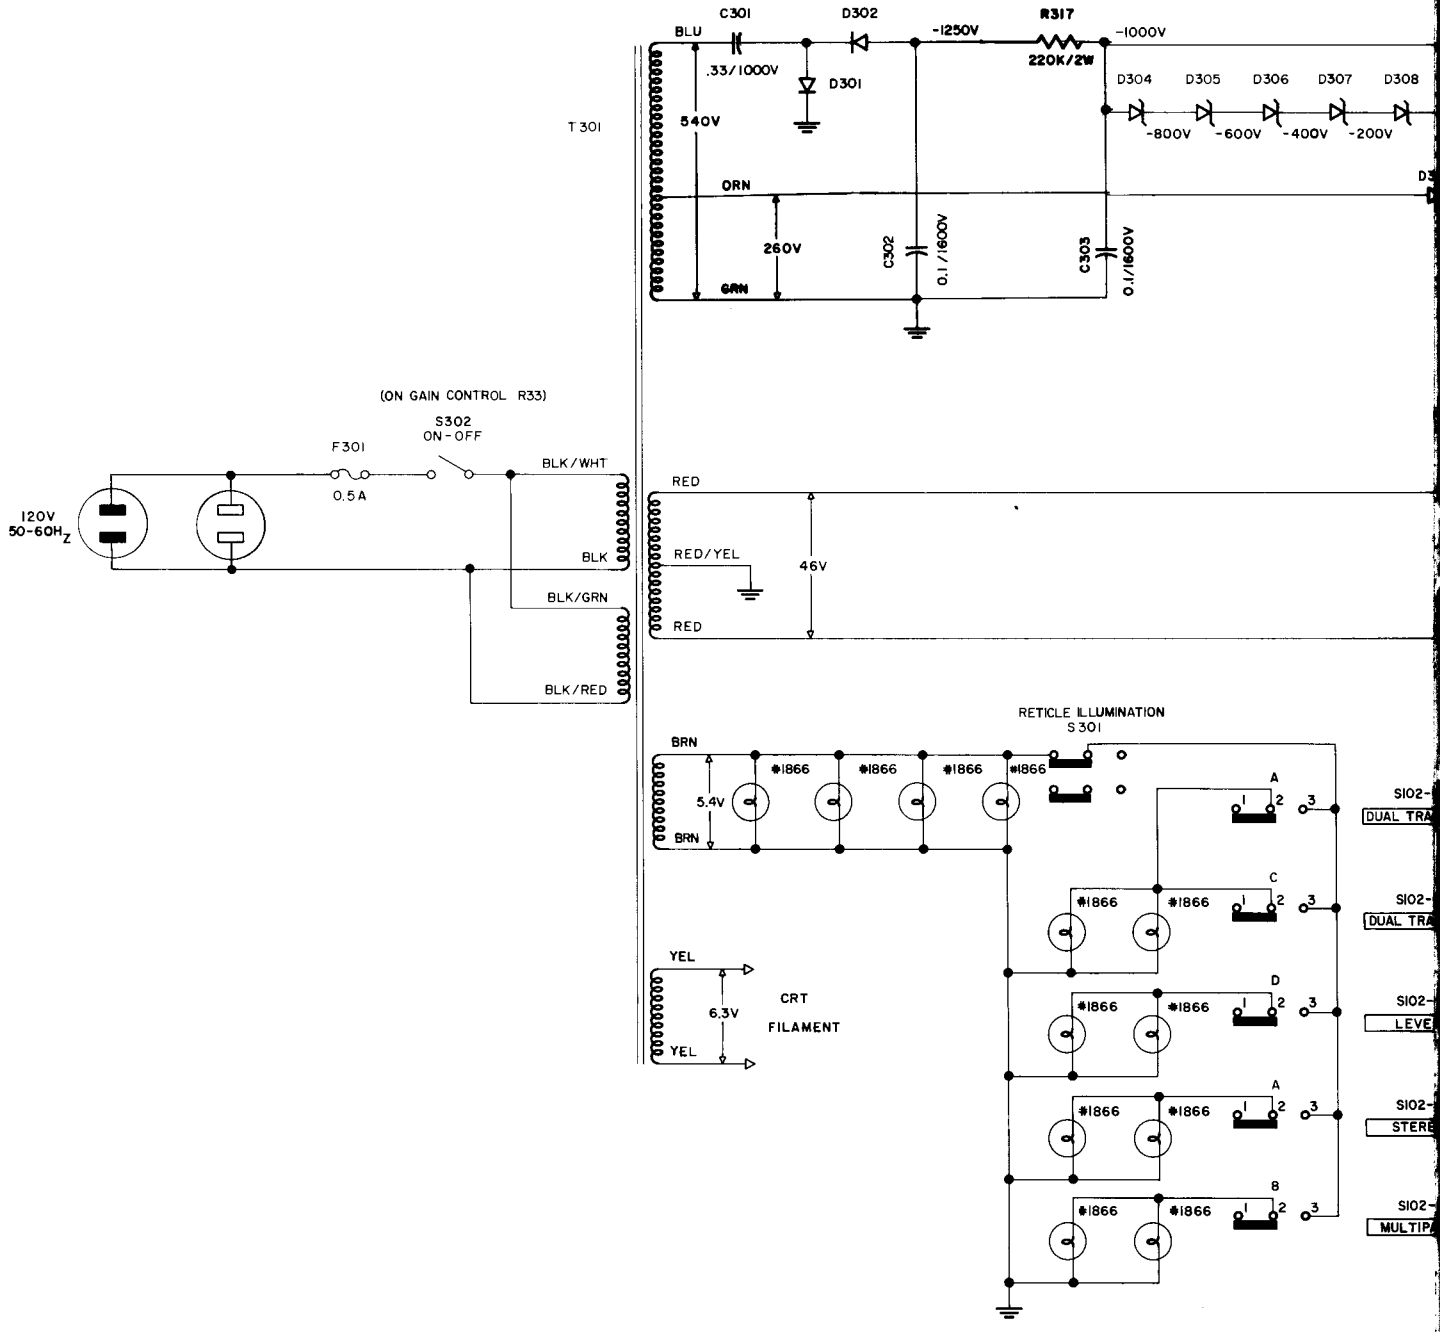 C301
D302
R317
BLU
-1250V
-1000V
.33/1000V
220K/2W
D301
D304
D305
D306
D307
D308
T301
540V
-800V
-600V
-400V
-200V
ORN
D3
260V
C302
0.1/1600V
C303
0.1/1600V
GRN
(ON GAIN CONTROL R33)
S302
ON-OFF
F301
BLK/WHT
0.5A
RED
120V
50-60HZ
BLK
RED/YEL
46V
BLK/GRN
RED
BLK/RED
RETICLE ILLUMINATION
S301
BRN
#1866
#1866
#1866
#1866
5.4V
A
1
2
3
S102-
DUAL TRA
BRN
C
#1866
#1866
1
2
3
S102-
DUAL TRA
YEL
D
CRT
6.3V
#1866
#1866
1
2
3
S102-
FILAMENT
LEVE
YEL
A
#1866
#1866
1
2
3
S102-
STERE
B
#1866
#1866
1
2
3
S102-
MULTIPA